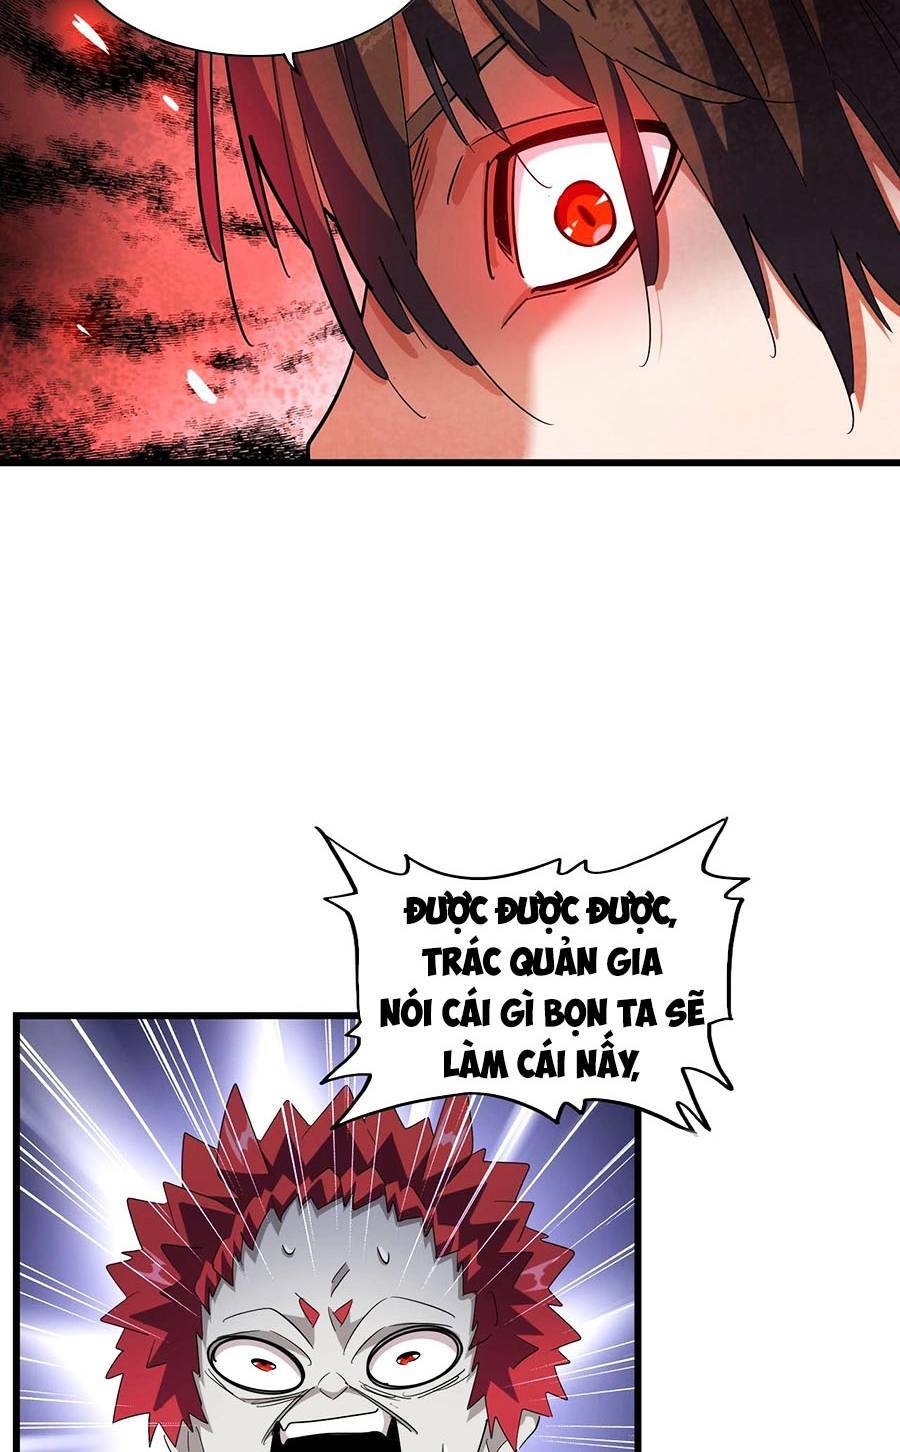 ĐƯỢC ĐƯỢC ĐƯỢC,
TRÁC QUẢN GIA
NÓI CÁI GÌ BỌN TA SẼ
LÀM CÁI NẤY,